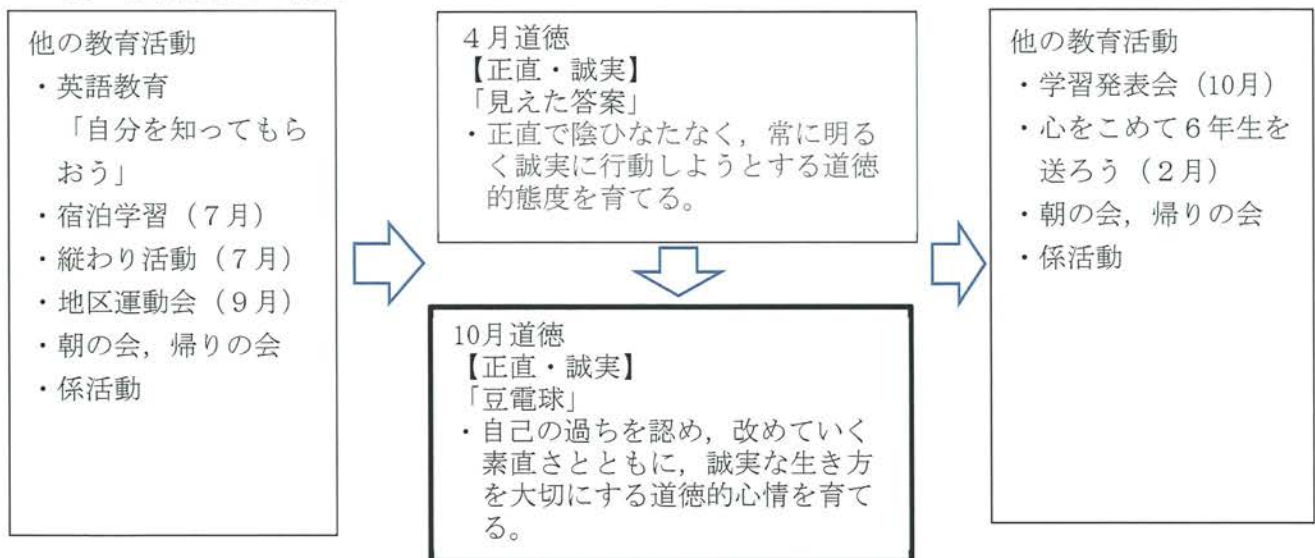 他の教育活動
・英語教育
「自分を知ってもら
おう」
・宿泊学習（７月）
・縦わり活動（７月）
・地区運動会（９月）
・朝の会，帰りの会
・係活動
４月道徳
【正直・誠実】
「見えた答案」
・正直で陰ひなたなく，常に明る
く誠実に行動しようとする道徳
的態度を育てる。
10月道徳
【正直・誠実】
「豆電球」
・自己の過ちを認め，改めていく
素直さとともに，誠実な生き方
を大切にする道徳的心情を育て
る。
他の教育活動
・学習発表会（10月）
・心をこめて６年生を
送ろう（２月）
・朝の会，帰りの会
・係活動